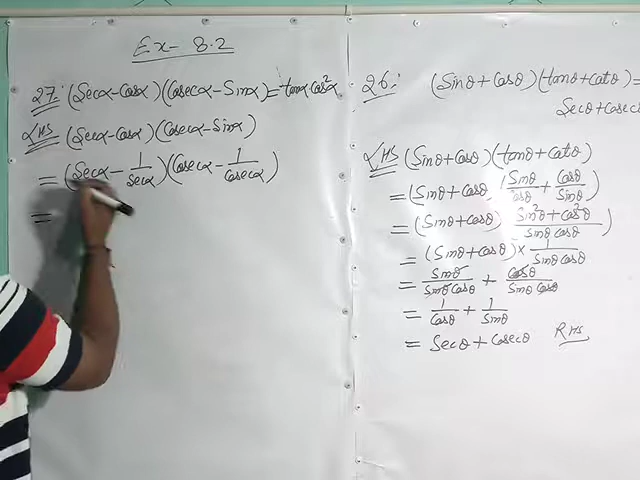 Ex- 8.2
27: (Secα-Cosα)(Cosecα-Sinα)=tanα cos²α
LHS (Secα-Cosα)(Cosecα-Sinα)
= (Secα - 1/secα)(Cosecα - 1/Cosecα)
=
26: (Sinθ+Cosθ)(tanθ+Catθ)=
Secθ+Cosec
LHS (Sinθ+Cosθ)(tanθ+Catθ)
= (Sinθ+Cosθ (Sinθ/Cosθ + Cosθ/Sinθ)
= (Sinθ+Cosθ) Sin²θ+Cos²θ/Sinθ Cosθ)
= (Sinθ+Cosθ) × 1/Sinθ Cosθ
= Sinθ/Sinθ Cosθ + Cosθ/Sinθ Cosθ
= 1/Cosθ + 1/Sinθ
= Secθ+Cosecθ RHS